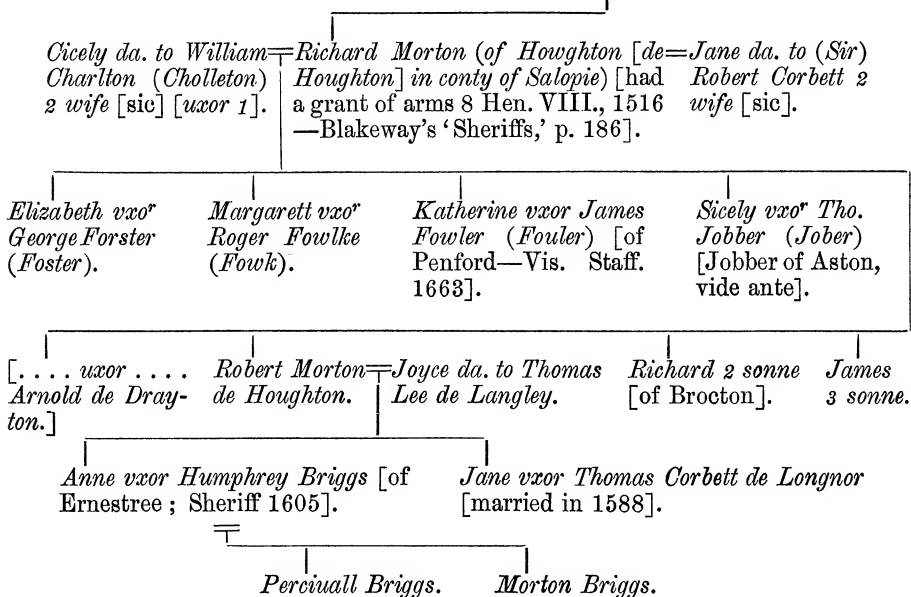 Cicely da. to William
Charlton (Cholleton)
2 wife [sic] [uxor 1].
=Richard Morton (of Howghton [de
Houghton] in conty of Salopie) [had
a grant of arms 8 Hen. VIII., 1516
—Blakeway's 'Sheriffs,' p. 186].
=Jane da. to (Sir)
Robert Corbett 2
wife [sic].
Elizabeth vxoʳ
George Forster
(Foster).
Margarett vxoʳ
Roger Fowlke
(Fowk).
Katherine vxor James
Fowler (Fouler) [of
Penford—Vis. Staff.
1663].
Sicely vxoʳ Tho.
Jobber (Jober)
[Jobber of Aston,
vide ante].
[. . . . uxor . . . .
Arnold de Dray-
ton.]
Robert Morton
de Houghton.
=Joyce da. to Thomas
Lee de Langley.
Richard 2 sonne
[of Brocton].
James
3 sonne.
Anne vxor Humphrey Briggs [of
Ernestree ; Sheriff 1605].
Jane vxor Thomas Corbett de Longnor
[married in 1588].
Perciuall Briggs.
Morton Briggs.